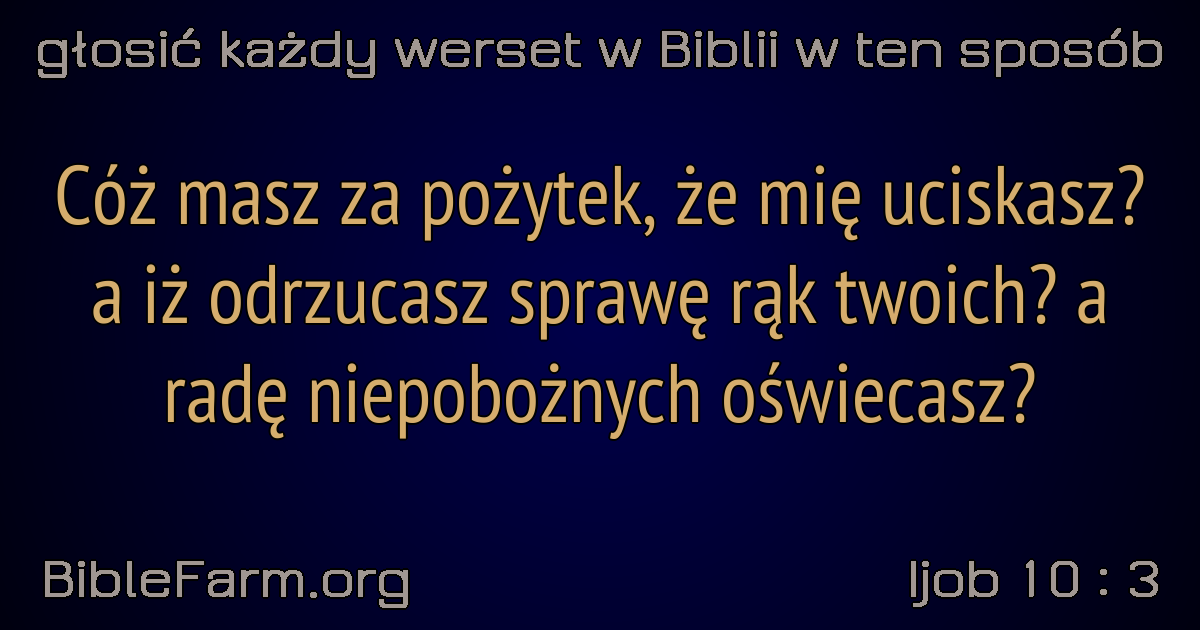 głosić każdy werset w Biblii w ten sposób
Cóż masz za pożytek, że mię uciskasz?
a iż odrzucasz sprawę rąk twoich? a
radę niepobożnych oświecasz?
BibleFarm.org
Ijob 10 : 3